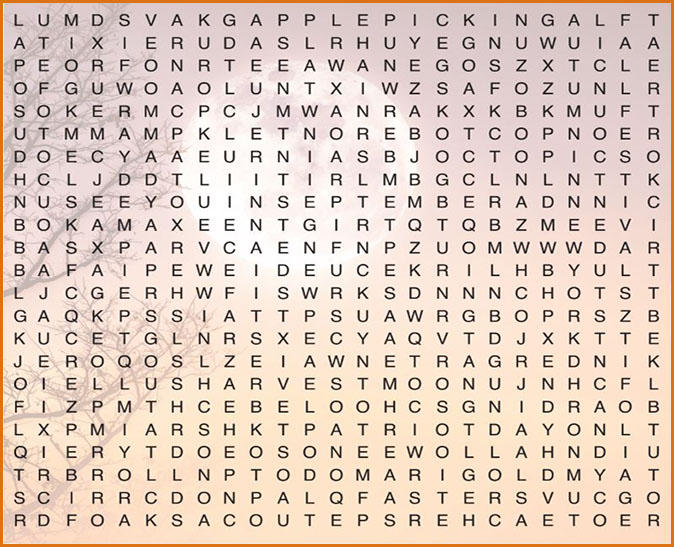 L U M D S V A K G A P P L E P I C K I N G A L F T
A T I X I E R U D A S L R H U Y E G N U W U I A A
P E O R F O N R T E E A W A N E G O S Z X T C L E
O F G U W O A O L U N T X I W Z S A F O Z U N L R
S O K E R M C P C J M W A N R A K X K B K M U F T
U T M M A M P K L E T N O R E B O T C O P N O E R
D O E C Y A A E U R N I A S B J O C T O P I C S O
H C L J D D T L I I T I R L M B G C L N L N T T K
N U S E E Y O U I N S E P T E M B E R A D N N I C
B O K A M A X E E N T G I R T Q T Q B Z M E E V I
B A S X P A R V C A E N F N P Z U O M W W W D A R
B A F A I P E W E I D E U C E K R I L H B Y U L T
L J C G E R H W F I S W R K S D N N N C H O T S T
G A Q K P S S I A T T P S U A W R G B O P R S Z B
K U C E T G L N R S X E C Y A Q V T D J X K T T E
J E R O Q O S L Z E I A W N E T R A G R E D N I K
O I E L L U S H A R V E S T M O O N U J N H C F L
F I Z P M T H C E B E L O O H C S G N I D R A O B
L X P M I A R S H K T P A T R I O T D A Y O N L T
Q I E R Y T D O E O S O N E E W O L L A H N D I U
T R B R O L L N P T O D O M A R I G O L D M Y A T
S C I R R C D O N P A L Q F A S T E R S V U C G O
R D F O A K S A C O U T E P S R E H C A E T O E R